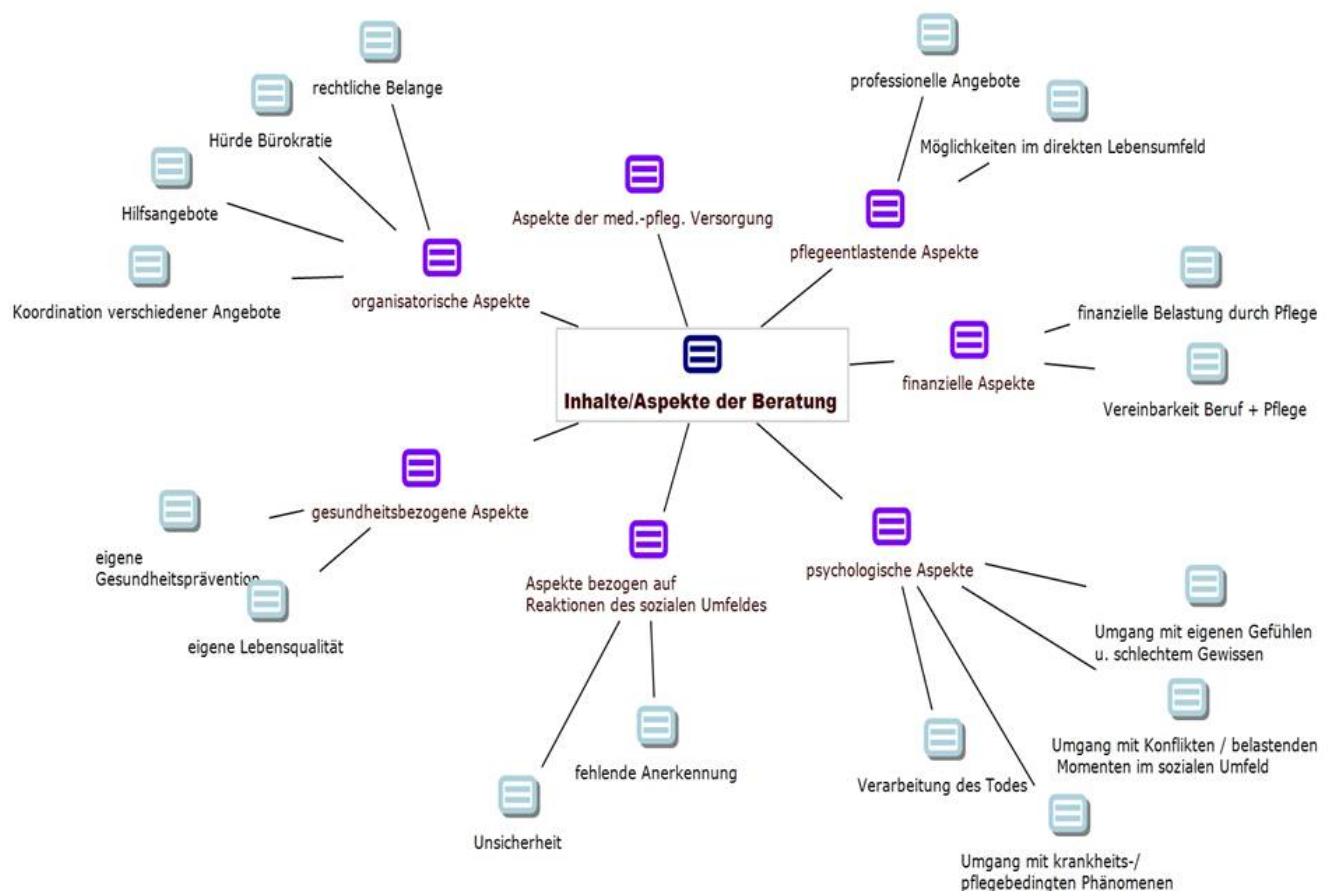 rechtliche Belange
Hürde Bürokratie
Hilfsangebote
Koordination verschiedener Angebote
organisatorische Aspekte
Aspekte der med.-pfleg. Versorgung
professionelle Angebote
Möglichkeiten im direkten Lebensumfeld
pflegeentlastende Aspekte
finanzielle Belastung durch Pflege
Vereinbarkeit Beruf + Pflege
finanzielle Aspekte
Inhalte/Aspekte der Beratung
gesundheitsbezogene Aspekte
eigene
Gesundheitsprävention
eigene Lebensqualität
Aspekte bezogen auf
Reaktionen des sozialen Umfeldes
fehlende Anerkennung
Unsicherheit
psychologische Aspekte
Umgang mit eigenen Gefühlen
u. schlechtem Gewissen
Umgang mit Konflikten / belastenden
Momenten im sozialen Umfeld
Verarbeitung des Todes
Umgang mit krankheits-/
pflegebedingten Phänomenen